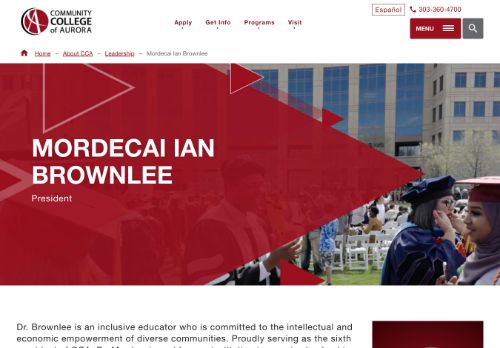 COMMUNITY
COLLEGE
of AURORA
Apply
Get Info
Programs
Visit
Español
303-360-4700
MENU
Home – About CCA – Leadership – Mordecai Ian Brownlee
MORDECAI IAN
BROWNLEE
President
Dr. Brownlee is an inclusive educator who is committed to the intellectual and
economic empowerment of diverse communities. Proudly serving as the sixth